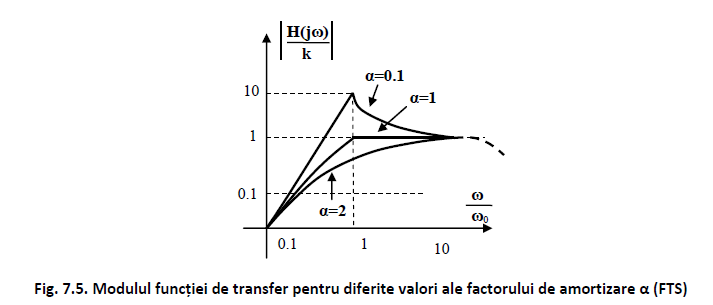 |H(jω)/k|
10
α=0.1
α=1
1
0.1
α=2
ω/ω₀
0.1 1 10
Fig. 7.5. Modulul funcției de transfer pentru diferite valori ale factorului de amortizare α (FTS)